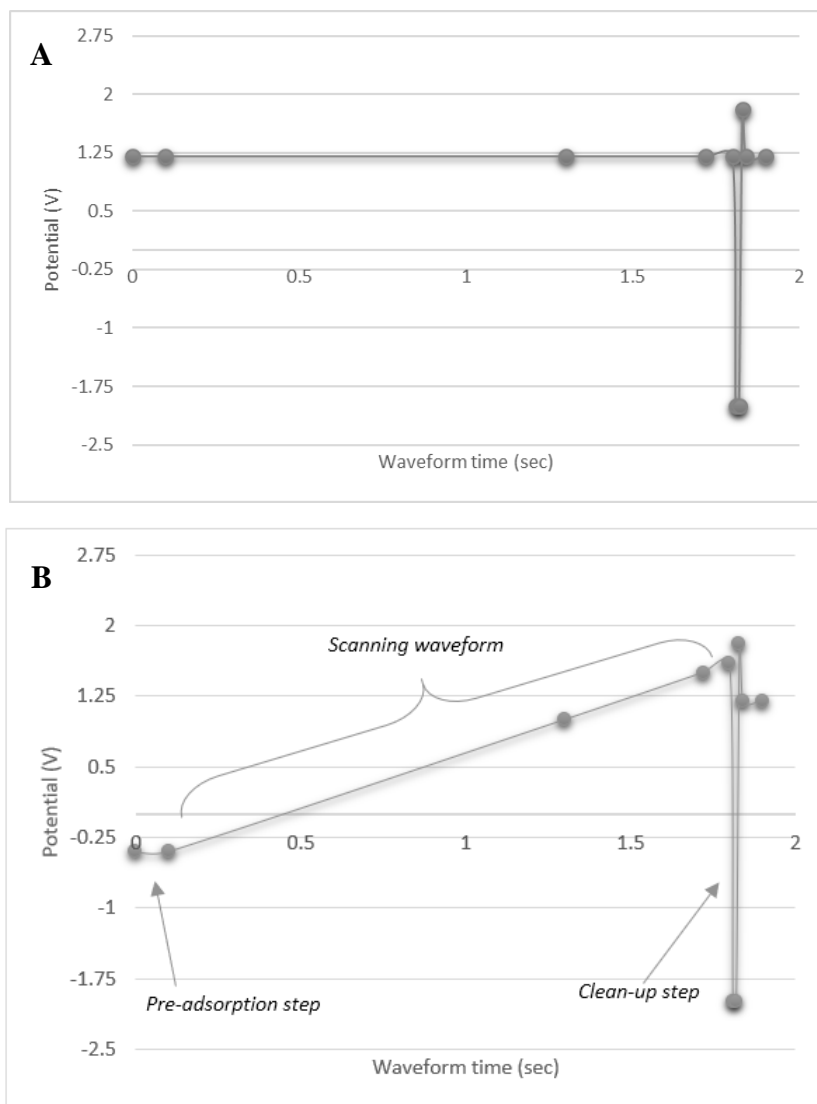 A
2.75
2
1.25
0.5
-0.25
-1
-1.75
-2.5
Potential (V)
0 0.5 1 1.5 2
Waveform time (sec)
B
2.75
2
1.25
0.5
-0.25
-1
-1.75
-2.5
Potential (V)
Scanning waveform
0 0.5 1 1.5 2
Pre-adsorption step
Clean-up step
Waveform time (sec)